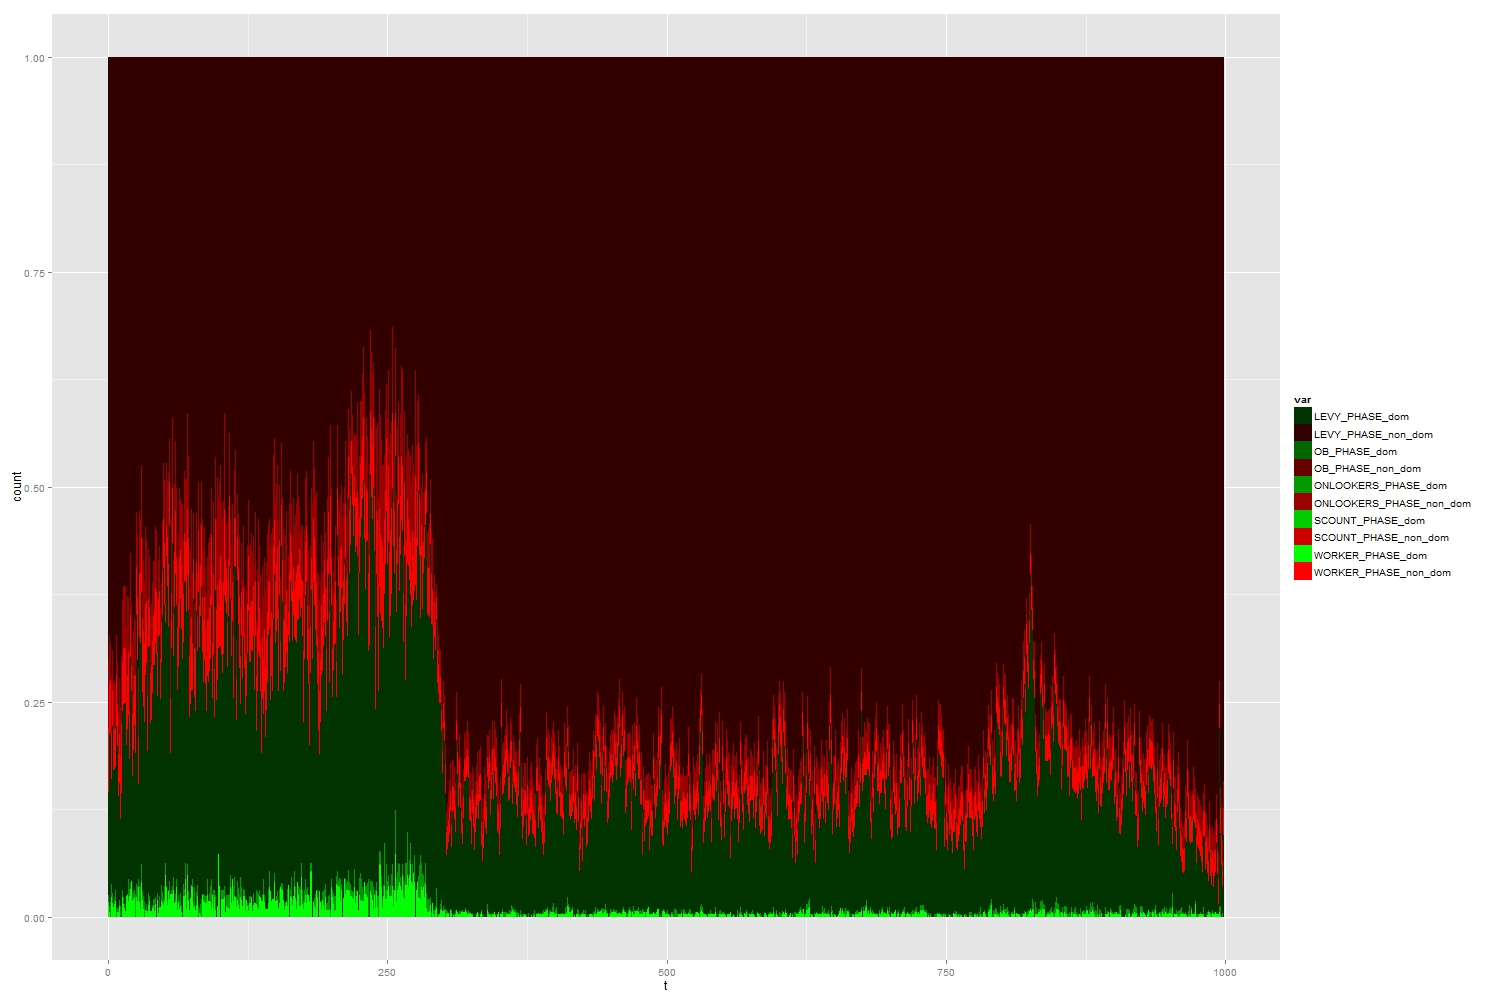 1.00
0.75
0.50
0.25
0.00
count
0
250
500
750
1000
t
var
LEVY_PHASE_dom
LEVY_PHASE_non_dom
OB_PHASE_dom
OB_PHASE_non_dom
ONLOOKERS_PHASE_dom
ONLOOKERS_PHASE_non_dom
SCOUNT_PHASE_dom
SCOUNT_PHASE_non_dom
WORKER_PHASE_dom
WORKER_PHASE_non_dom